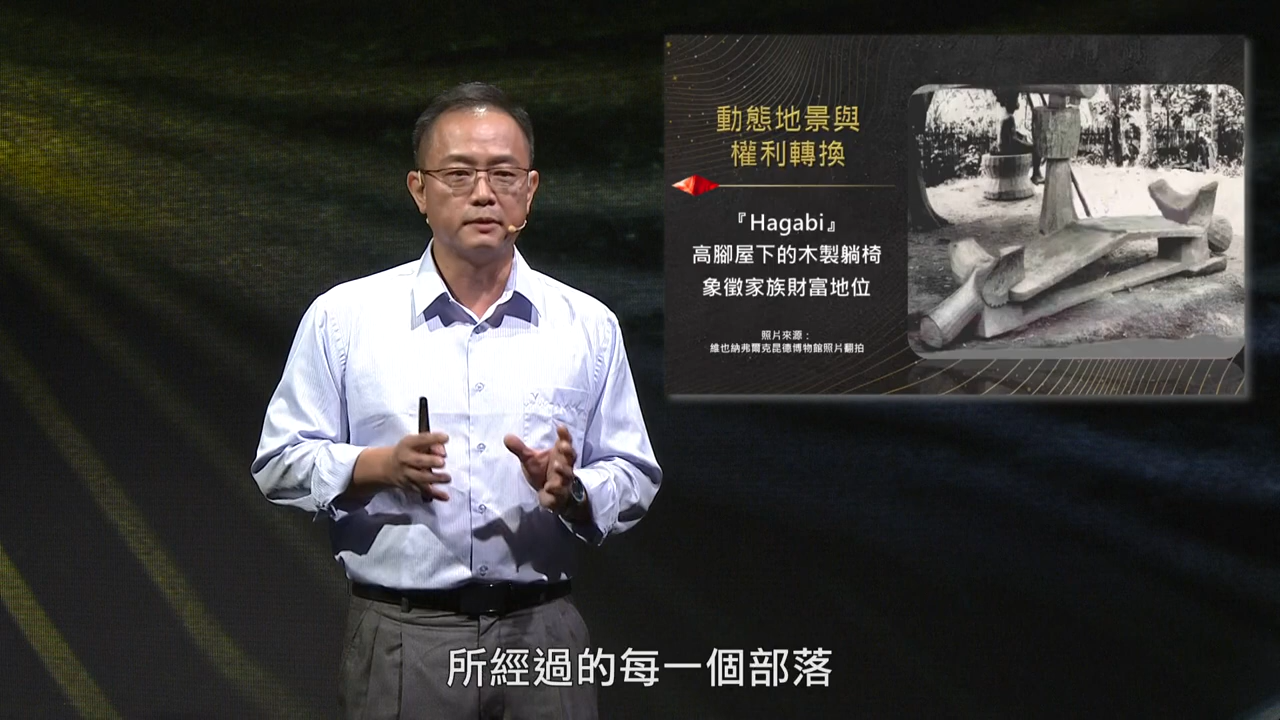 動態地景與
權利轉換
『Hagabi』
高腳屋下的木製躺椅
象徵家族財富地位
照片來源：
維也納弗爾克昆德博物館照片翻拍
所經過的每一個部落